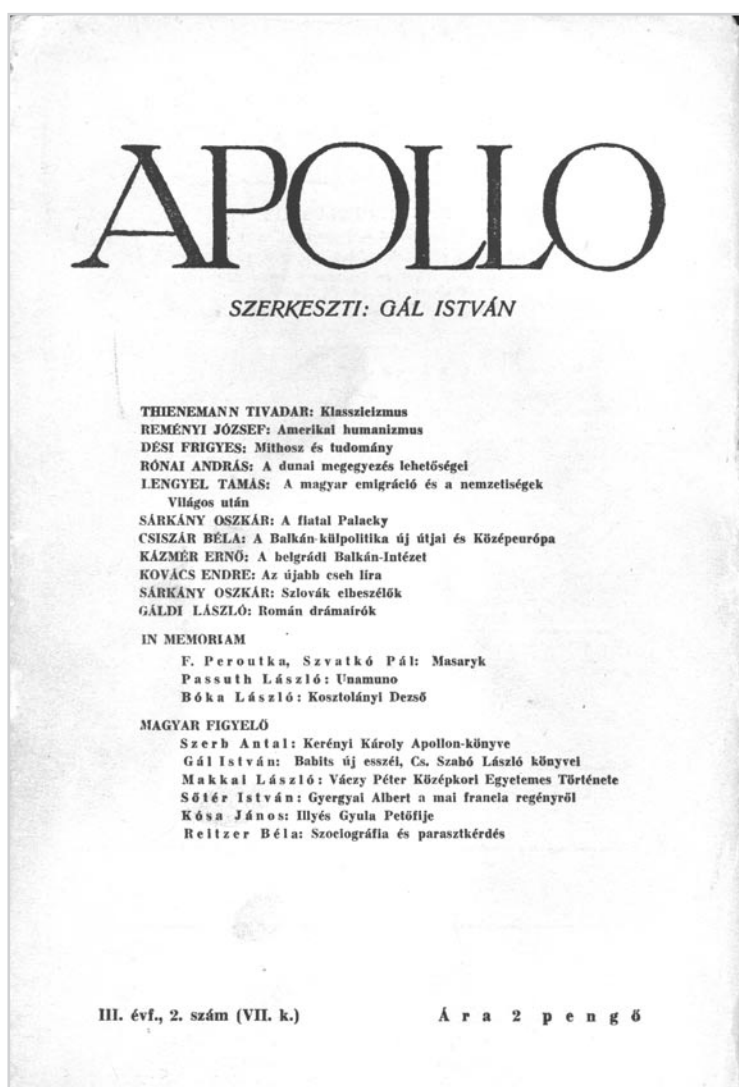 APOLLO
SZERKESZTI: GÁL ISTVÁN
THIENEMANN TIVADAR: Klasszicizmus
REMÉNYI JÓZSEF: Amerikai humanizmus
DÉSI FRIGYES: Mithosz és tudomány
RÓNAI ANDRÁS: A dunai megegyezés lehetőségei
LENGYEL TAMÁS: A magyar emigráció és a nemzetiségek
Világos után
SÁRKÁNY OSZKÁR: A fiatal Palacky
CSISZÁR BÉLA: A Balkán-külpolitika új útjai és Középeurópa
KÁZMÉR ERNŐ: A belgrádi Balkán-Intézet
KOVÁCS ENDRE: Az újabb cseh líra
SÁRKÁNY OSZKÁR: Szlovák elbeszélők
GÁLDI LÁSZLÓ: Román drámaírók
IN MEMORIAM
F. Peroutka, Szvatkó Pál: Masaryk
Passuth László: Unamuno
Bóka László: Kosztolányi Dezső
MAGYAR FIGYELŐ
Szerb Antal: Kerényi Károly Apollon-könyve
Gál István: Babits új esszéi, Cs. Szabó László könyvei
Makkai László: Váczy Péter Középkori Egyetemes Története
Sőtér István: Gyergyai Albert a mai francia regényről
Kósa János: Illyés Gyula Petőfije
Reitzer Béla: Szociográfia és parasztkérdés
III. évf., 2. szám (VII. k.) Ára 2 pengő